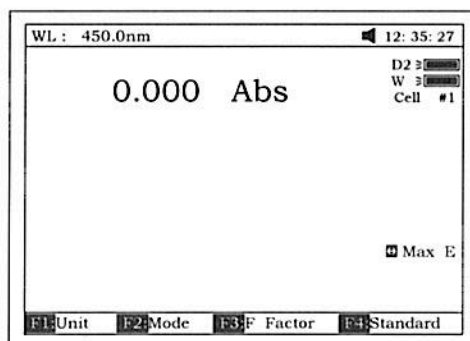 WL : 450.0nm 12: 35: 27
0.000 Abs
D2
W
Cell #1
Max E
F1:Unit F2:Mode F3:F Factor F4:Standard